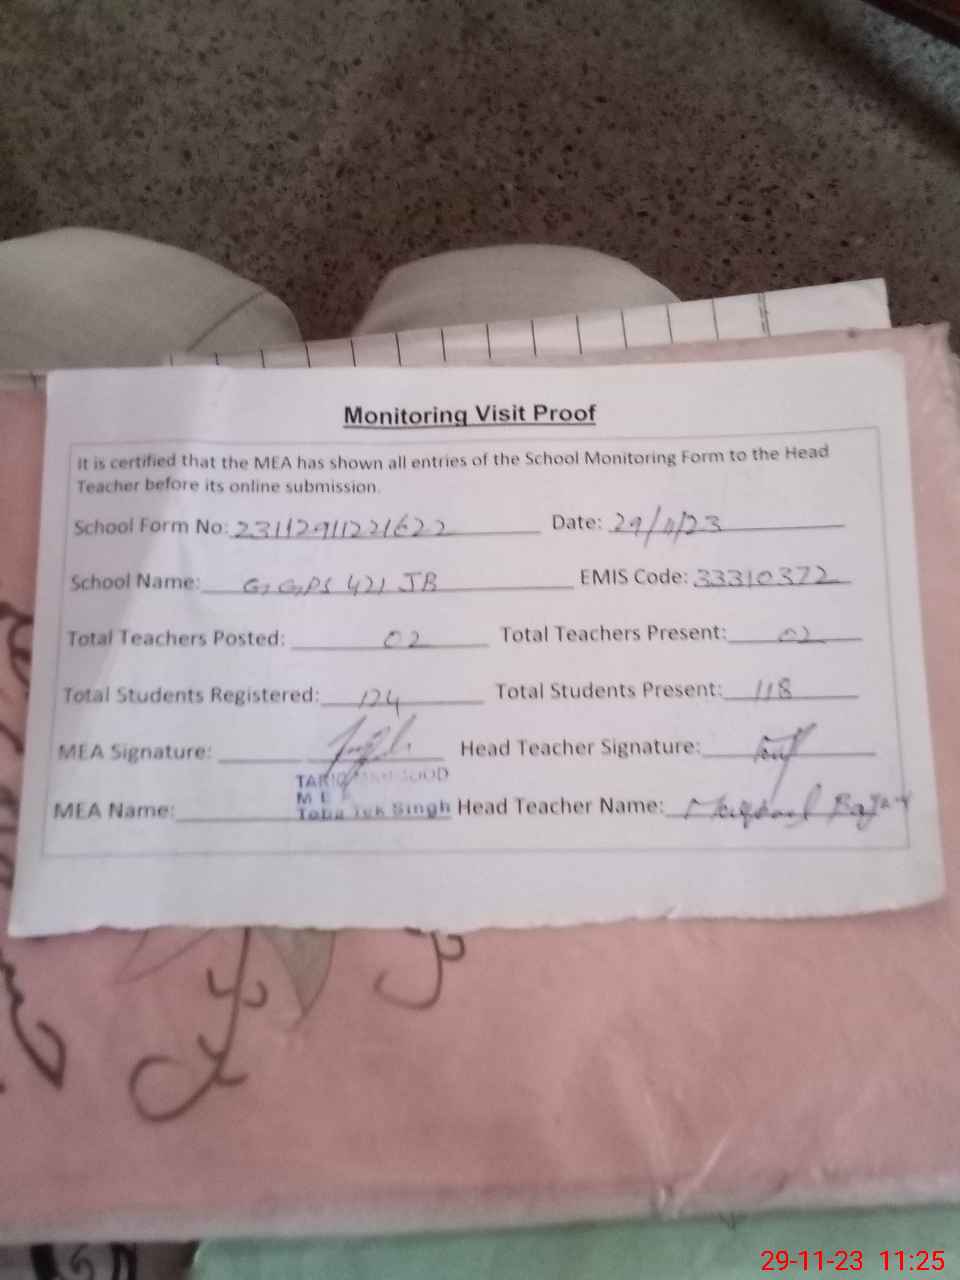 Monitoring Visit Proof
It is certified that the MEA has shown all entries of the School Monitoring Form to the Head
Teacher before its online submission.
School Form No: 23112911221622 Date: 29/11/23
School Name: G,G,PS 421 JB EMIS Code: 33310372
Total Teachers Posted: 02 Total Teachers Present: 02
Total Students Registered: 124 Total Students Present: 118
MEA Signature: Head Teacher Signature:
TARIQ
M E
MEA Name: Toba Tek Singh Head Teacher Name:
29-11-23 11:25